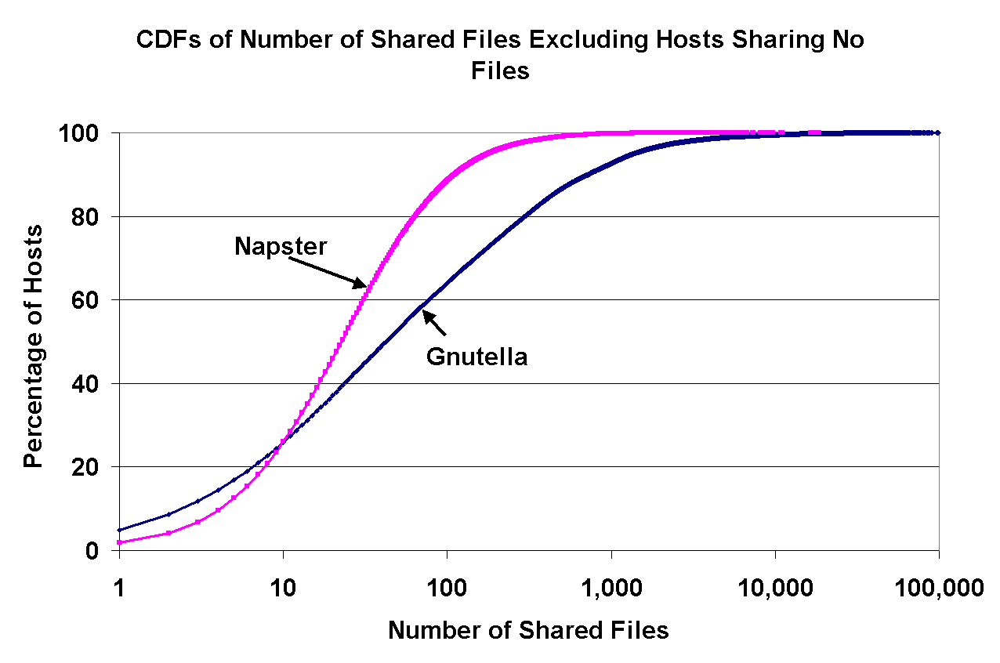 CDFs of Number of Shared Files Excluding Hosts Sharing No
Files
100
80
60
40
20
0
Percentage of Hosts
Napster
Gnutella
1 10 100 1,000 10,000 100,000
Number of Shared Files